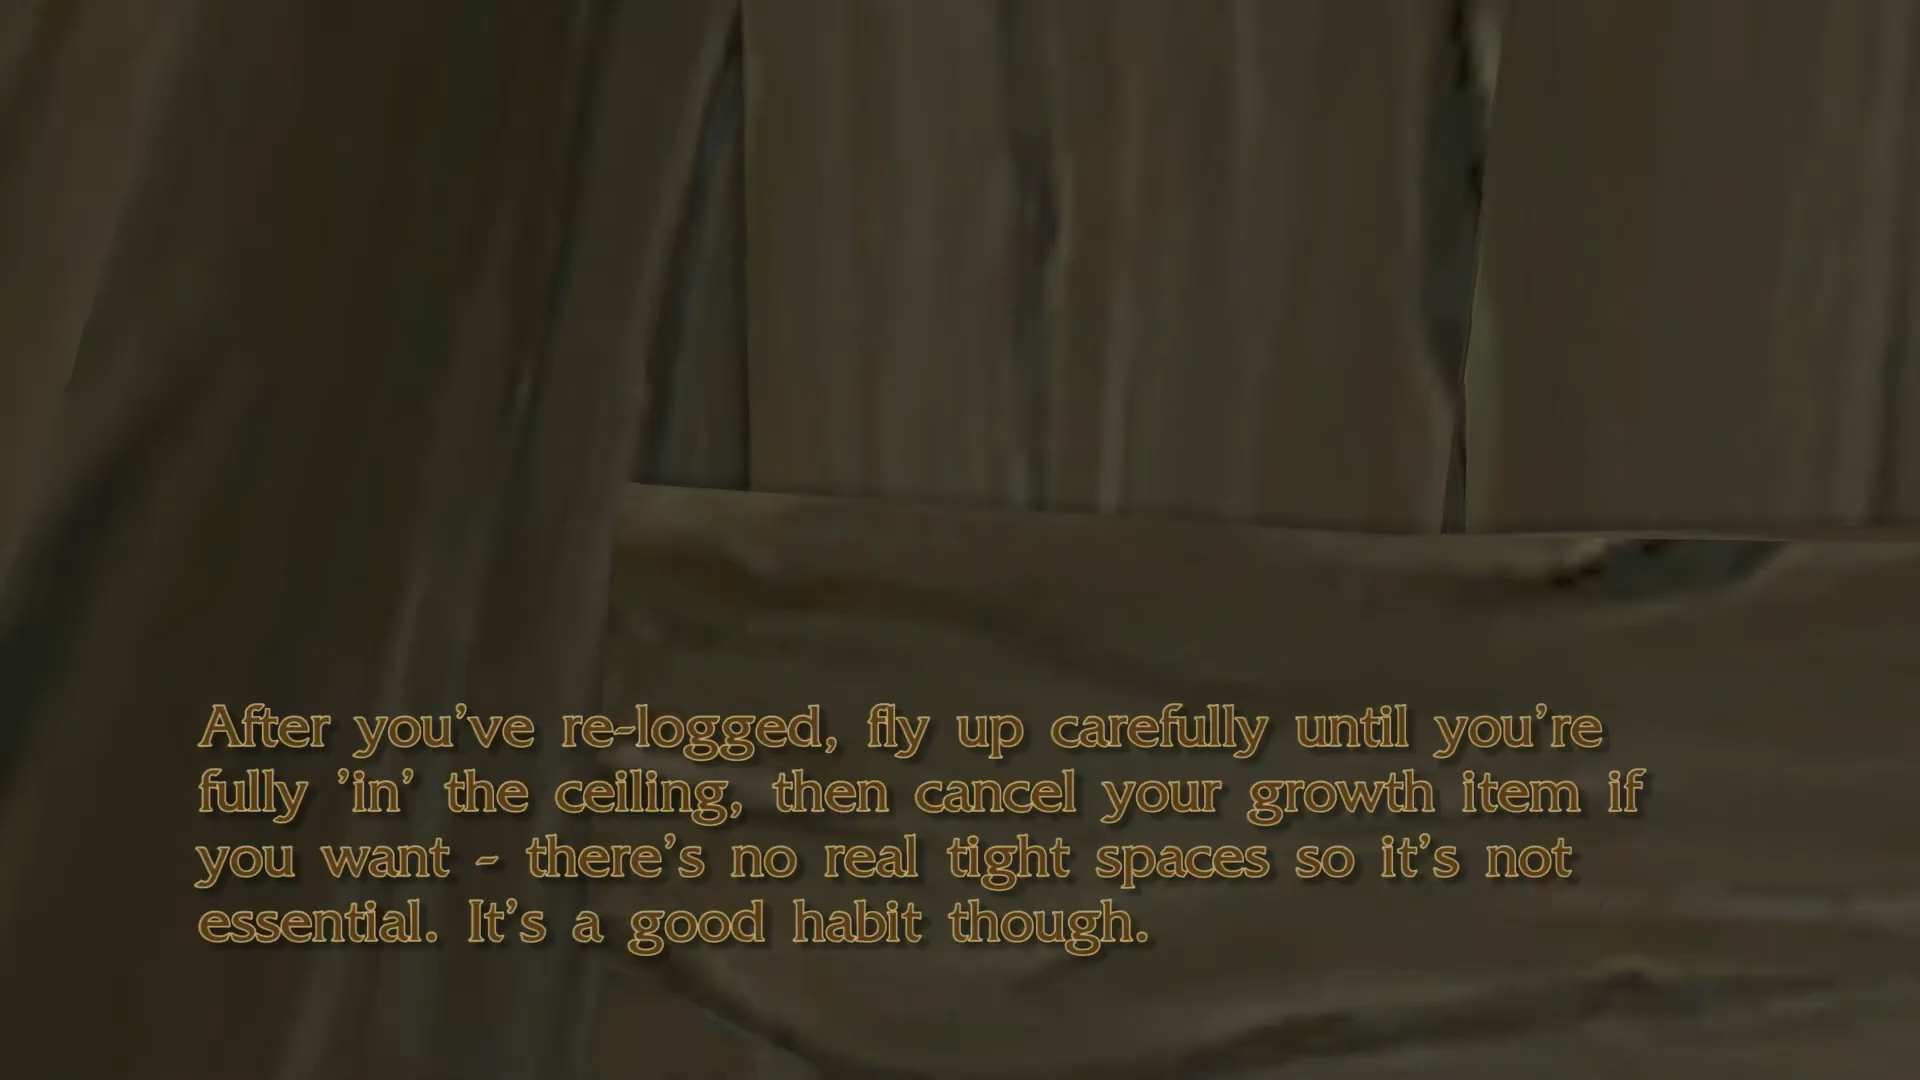 After you've re-logged, fly up carefully until you're
fully 'in' the ceiling, then cancel your growth item if
you want - there's no real tight spaces so it's not
essential. It's a good habit though.